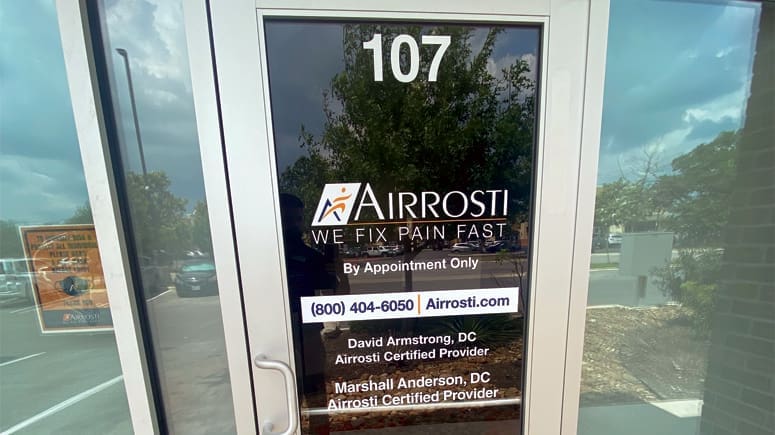 107
AIRROSTI
WE FIX PAIN FAST
By Appointment Only
(800) 404-6050 | Airrosti.com
David Armstrong, DC
Airrosti Certified Provider
Marshall Anderson, DC
Airrosti Certified Provider
AIRROSTI